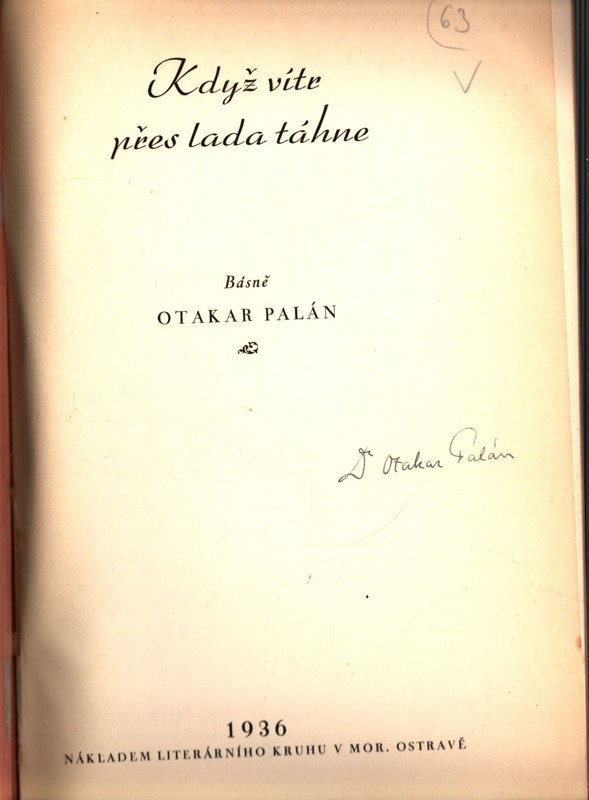 63
Když vítr
přes lada táhne
Básně
OTAKAR PALÁN
Dr Otakar Palán
1936
NÁKLADEM LITERÁRNÍHO KRUHU V MOR. OSTRAVĚ